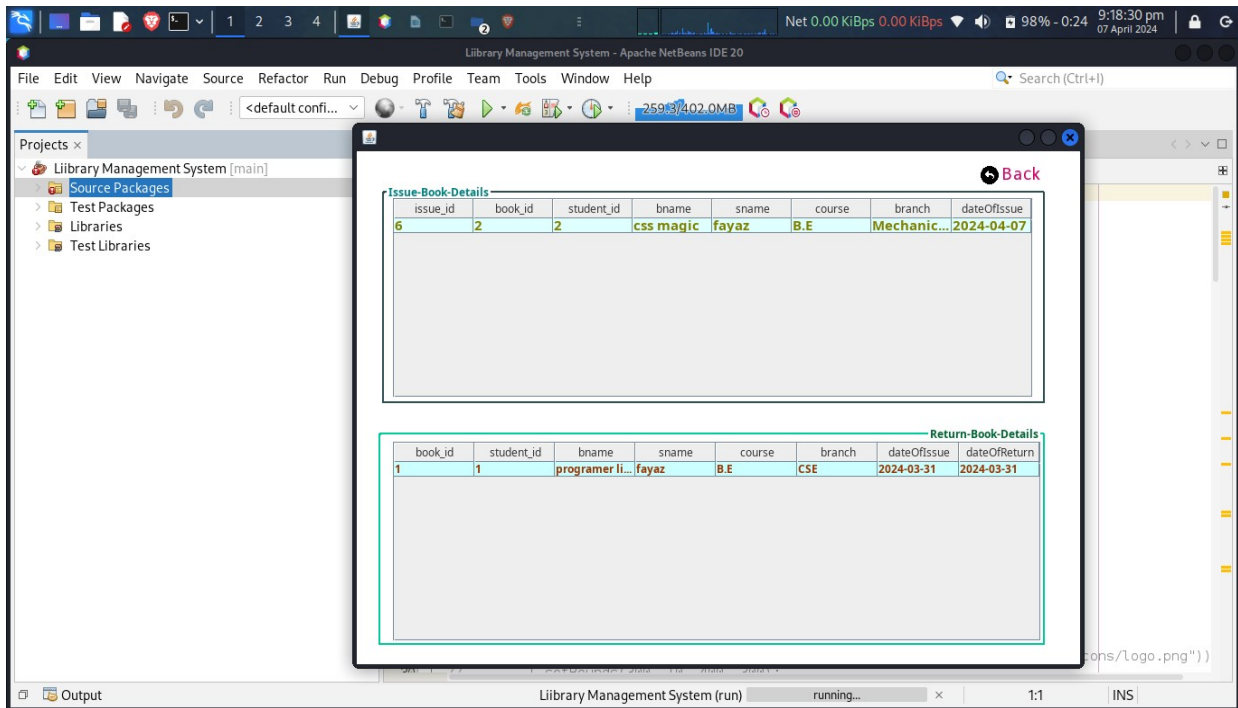 1 2 3 4 2 Net 0.00 KiBps 0.00 KiBps 98% - 0:24 9:18:30 pm
07 April 2024
Liibrary Management System - Apache NetBeans IDE 20
File Edit View Navigate Source Refactor Run Debug Profile Team Tools Window Help Search (Ctrl+I)
<default confi... 259.3/402.0MB
Projects ×
Liibrary Management System [main]
Source Packages
Test Packages
Libraries
Test Libraries
Back
Issue-Book-Details
issue_id book_id student_id bname sname course branch dateOfIssue
6 2 2 css magic fayaz B.E Mechanic... 2024-04-07
Return-Book-Details
book_id student_id bname sname course branch dateOfIssue dateOfReturn
1 1 programer li... fayaz B.E CSE 2024-03-31 2024-03-31
ons/logo.png"))
Output Liibrary Management System (run) running... × 1:1 INS